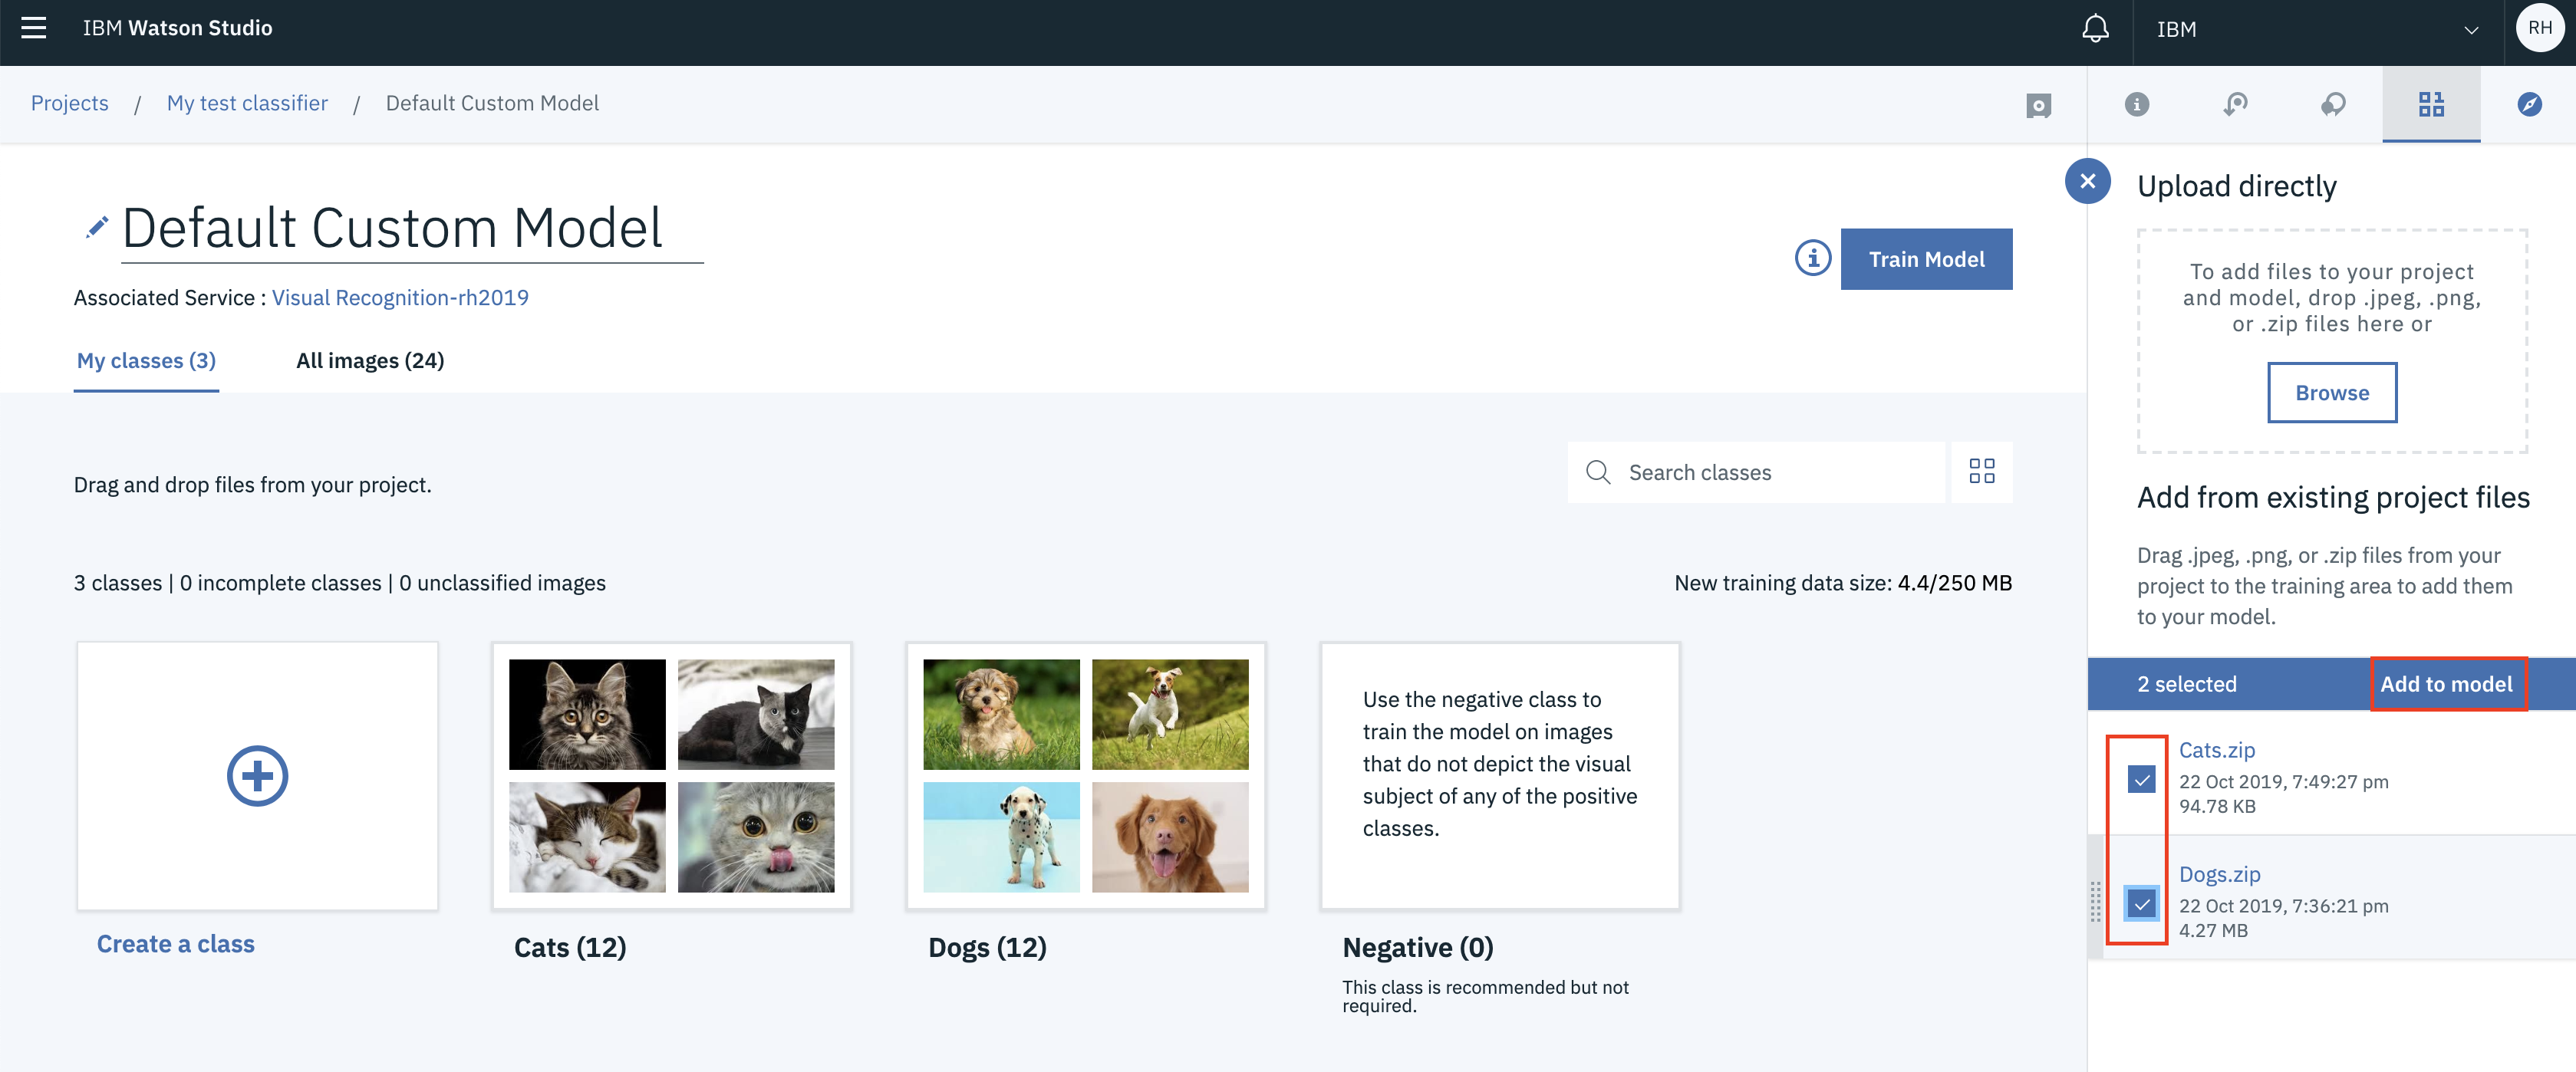 IBM Watson Studio
IBM
RH
Projects / My test classifier / Default Custom Model
Default Custom Model
Train Model
Associated Service : Visual Recognition-rh2019
My classes (3)
All images (24)
Drag and drop files from your project.
Search classes
3 classes | 0 incomplete classes | 0 unclassified images
New training data size: 4.4/250 MB
Create a class
Cats (12)
Dogs (12)
Use the negative class to
train the model on images
that do not depict the visual
subject of any of the positive
classes.
Negative (0)
This class is recommended but not
required.
Upload directly
To add files to your project
and model, drop .jpeg, .png,
or .zip files here or
Browse
Add from existing project files
Drag .jpeg, .png, or .zip files from your
project to the training area to add them
to your model.
2 selected
Add to model
Cats.zip
22 Oct 2019, 7:49:27 pm
94.78 KB
Dogs.zip
22 Oct 2019, 7:36:21 pm
4.27 MB